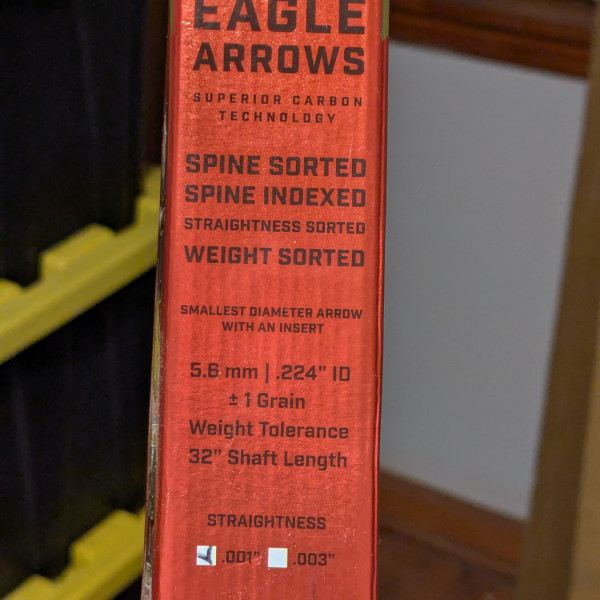 EAGLE
ARROWS
SUPERIOR CARBON
TECHNOLOGY
SPINE SORTED
SPINE INDEXED
STRAIGHTNESS SORTED
WEIGHT SORTED
SMALLEST DIAMETER ARROW
WITH AN INSERT
5.6 mm | .224" ID
± 1 Grain
Weight Tolerance
32" Shaft Length
STRAIGHTNESS
.001" .003"